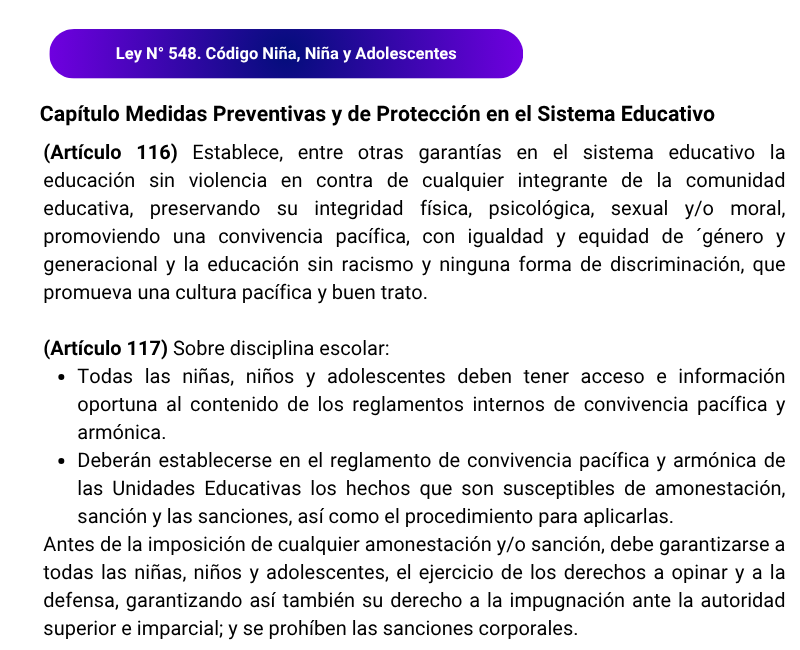 Ley N° 548. Código Niña, Niña y Adolescentes
Capítulo Medidas Preventivas y de Protección en el Sistema Educativo
(Artículo 116) Establece, entre otras garantías en el sistema educativo la
educación sin violencia en contra de cualquier integrante de la comunidad
educativa, preservando su integridad física, psicológica, sexual y/o moral,
promoviendo una convivencia pacífica, con igualdad y equidad de ´género y
generacional y la educación sin racismo y ninguna forma de discriminación, que
promueva una cultura pacífica y buen trato.
(Artículo 117) Sobre disciplina escolar:
• Todas las niñas, niños y adolescentes deben tener acceso e información
oportuna al contenido de los reglamentos internos de convivencia pacífica y
armónica.
• Deberán establecerse en el reglamento de convivencia pacífica y armónica de
las Unidades Educativas los hechos que son susceptibles de amonestación,
sanción y las sanciones, así como el procedimiento para aplicarlas.
Antes de la imposición de cualquier amonestación y/o sanción, debe garantizarse a
todas las niñas, niños y adolescentes, el ejercicio de los derechos a opinar y a la
defensa, garantizando así también su derecho a la impugnación ante la autoridad
superior e imparcial; y se prohíben las sanciones corporales.